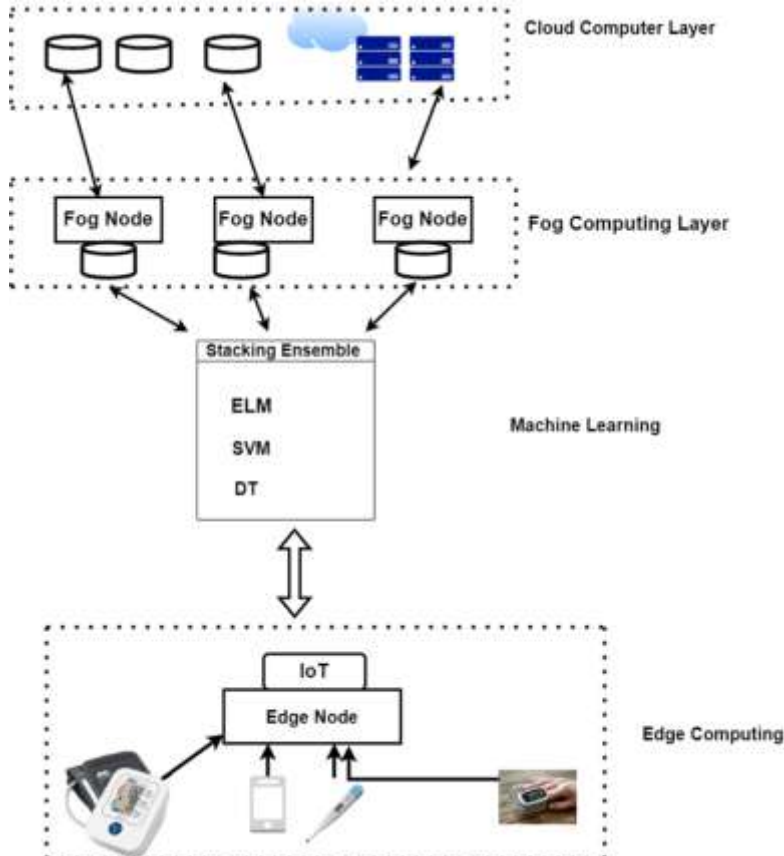 Cloud Computer Layer
Fog Node
Fog Node
Fog Node
Fog Computing Layer
Stacking Ensemble
ELM
SVM
DT
Machine Learning
IoT
Edge Node
Edge Computing